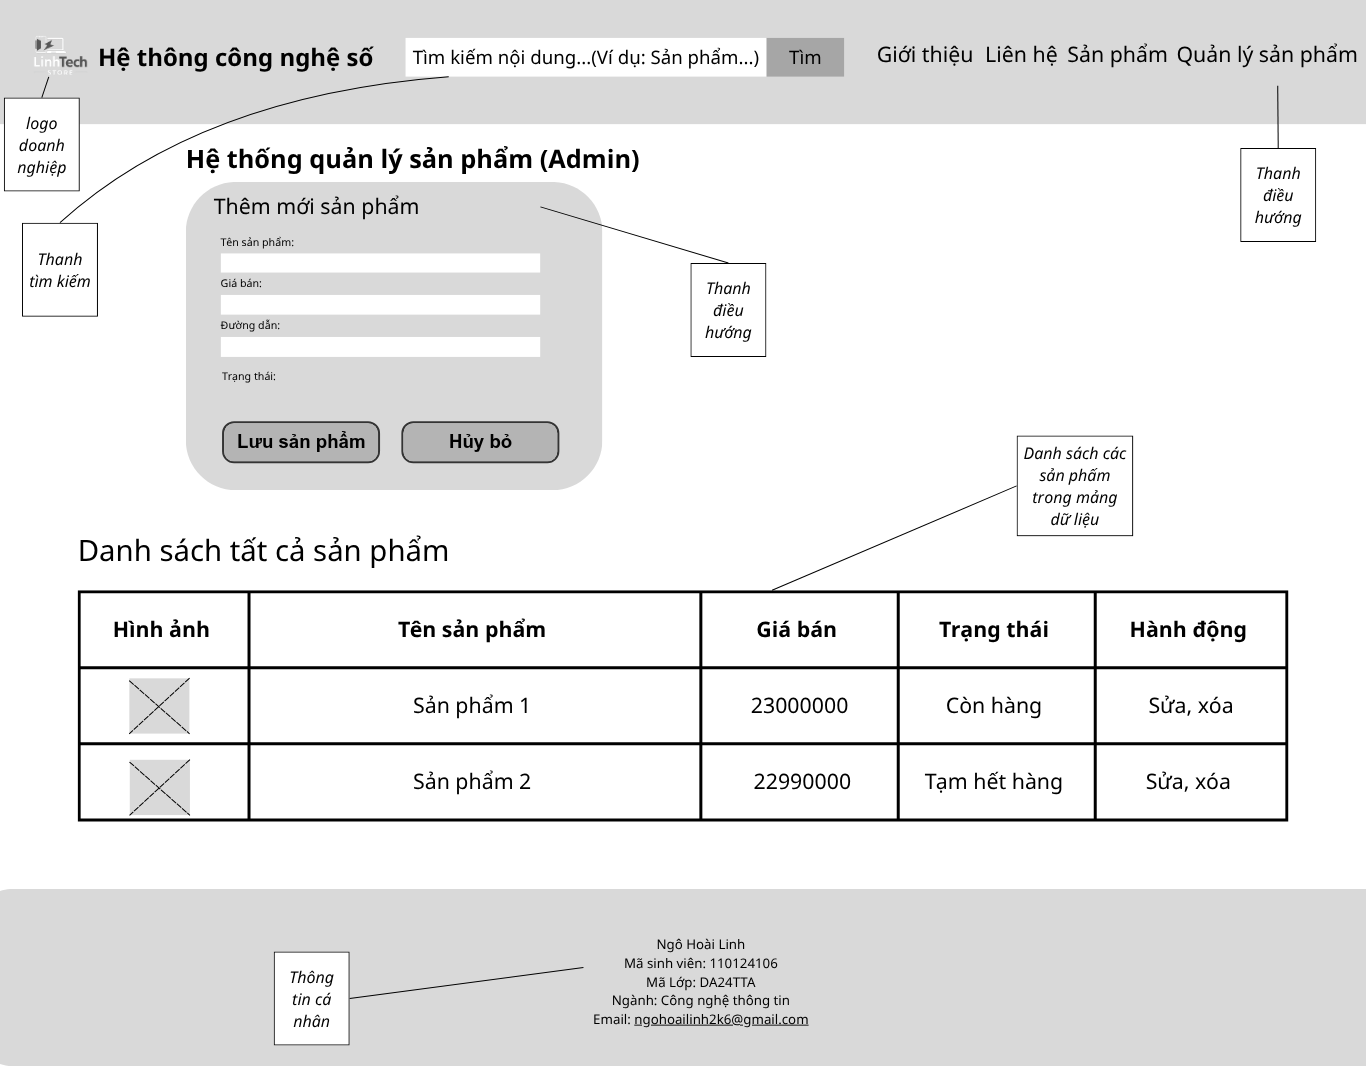 LinhTech
STORE
Hệ thông công nghệ số
Tìm kiếm nội dung...(Ví dụ: Sản phẩm...)
Tìm
Giới thiệu Liên hệ Sản phẩm Quản lý sản phẩm
logo
doanh
nghiệp
Thanh
tìm kiếm
Thanh
điều
hướng
Hệ thống quản lý sản phẩm (Admin)
Thêm mới sản phẩm
Tên sản phẩm:
Giá bán:
Đường dẫn:
Trạng thái:
Lưu sản phẩm
Hủy bỏ
Thanh
điều
hướng
Danh sách các
sản phấm
trong mảng
dữ liệu
Danh sách tất cả sản phẩm
Hình ảnh Tên sản phẩm Giá bán Trạng thái Hành động
Sản phẩm 1 23000000 Còn hàng Sửa, xóa
Sản phẩm 2 22990000 Tạm hết hàng Sửa, xóa
Thông
tin cá
nhân
Ngô Hoài Linh
Mã sinh viên: 110124106
Mã Lớp: DA24TTA
Ngành: Công nghệ thông tin
Email: ngohoailinh2k6@gmail.com